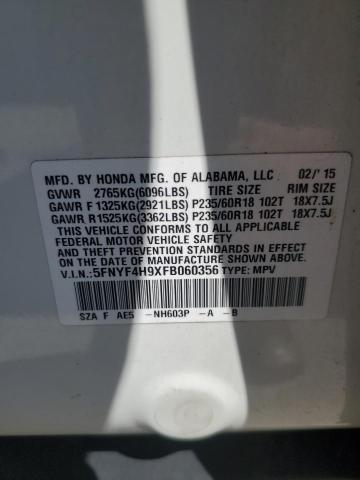 MFD. BY HONDA MFG. OF ALABAMA, LLC 02/'15
GVWR 2765KG(6096LBS) TIRE SIZE RIM SIZE
GAWR F 1325KG(2921LBS) P235/60R18 102T 18X7.5J
GAWR R1525KG(3362LBS) P235/60R18 102T 18X7.5J
THIS VEHICLE CONFORMS TO ALL APPLICABLE
FEDERAL MOTOR VEHICLE SAFETY, BUMPER, AND
THEFT PREVENTION STANDARDS IN EFFECT ON
THE DATE OF MANUFACTURE SHOWN ABOVE.
V.I.N.:5FNYF4H9XFB060356 TYPE: MPV
SZA F AE5 -NH603P -A -B